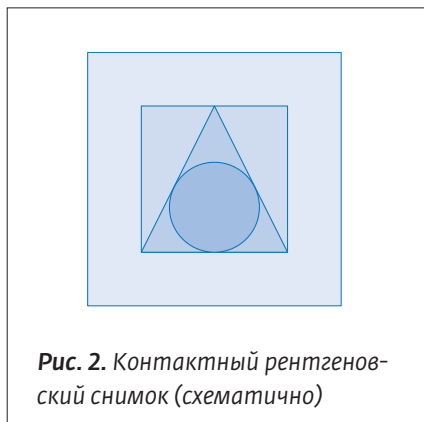 Рис. 2. Контактный рентгенов-
ский снимок (схематично)